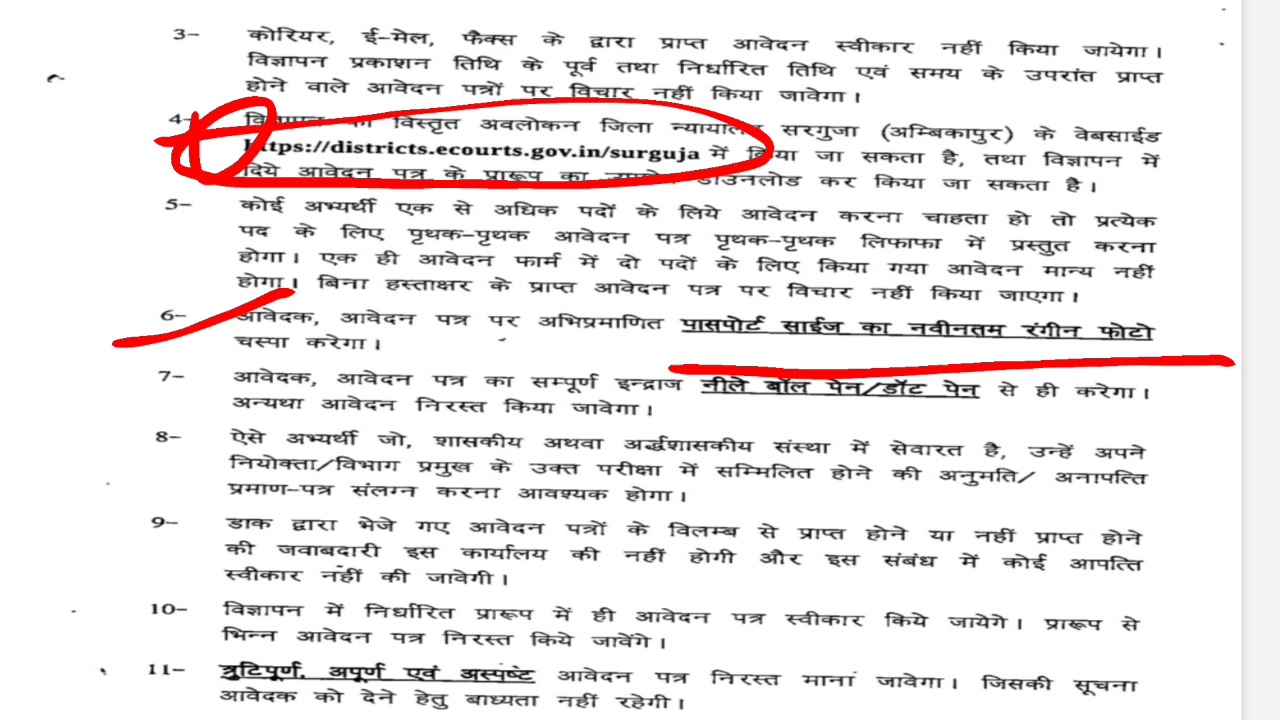 3- कोरियर, ई-मेल, फैक्स के द्वारा प्राप्त आवेदन स्वीकार नहीं किया जायेगा।
विज्ञापन प्रकाशन तिथि के पूर्व तथा निर्धारित तिथि एवं समय के उपरांत प्राप्त
होने वाले आवेदन पत्रों पर विचार नहीं किया जावेगा।
4- विज्ञापन का विस्तृत अवलोकन जिला न्यायालय सरगुजा (अम्बिकापुर) के वेबसाईड
https://districts.ecourts.gov.in/surguja में किया जा सकता है, तथा विज्ञापन में
दिये आवेदन पत्र के प्रारूप का उपयोग डाउनलोड कर किया जा सकता है।
5- कोई अभ्यर्थी एक से अधिक पदों के लिये आवेदन करना चाहता हो तो प्रत्येक
पद के लिए पृथक-पृथक आवेदन पत्र पृथक-पृथक लिफाफा में प्रस्तुत करना
होगा। एक ही आवेदन फार्म में दो पदों के लिए किया गया आवेदन मान्य नहीं
होगा। बिना हस्ताक्षर के प्राप्त आवेदन पत्र पर विचार नहीं किया जाएगा।
6- आवेदक, आवेदन पत्र पर अभिप्रमाणित पासपोर्ट साईज का नवीनतम रंगीन फोटो
चस्पा करेगा।
7- आवेदक, आवेदन पत्र का सम्पूर्ण इन्द्राज नीले बॉल पेन/डॉट पेन से ही करेगा।
अन्यथा आवेदन निरस्त किया जावेगा।
8- ऐसे अभ्यर्थी जो, शासकीय अथवा अर्द्धशासकीय संस्था में सेवारत है, उन्हें अपने
नियोक्ता/विभाग प्रमुख के उक्त परीक्षा में सम्मिलित होने की अनुमति/ अनापत्ति
प्रमाण-पत्र संलग्न करना आवश्यक होगा।
9- डाक द्वारा भेजे गए आवेदन पत्रों के विलम्ब से प्राप्त होने या नहीं प्राप्त होने
की जवाबदारी इस कार्यालय की नहीं होगी और इस संबंध में कोई आपत्ति
स्वीकार नहीं की जावेगी।
10- विज्ञापन में निर्धारित प्रारूप में ही आवेदन पत्र स्वीकार किये जायेगे। प्रारूप से
भिन्न आवेदन पत्र निरस्त किये जावेंगे।
11- त्रुटिपूर्ण, अपूर्ण एवं अस्पष्ट आवेदन पत्र निरस्त मानां जावेगा। जिसकी सूचना
आवेदक को देने हेतु बाध्यता नहीं रहेगी।